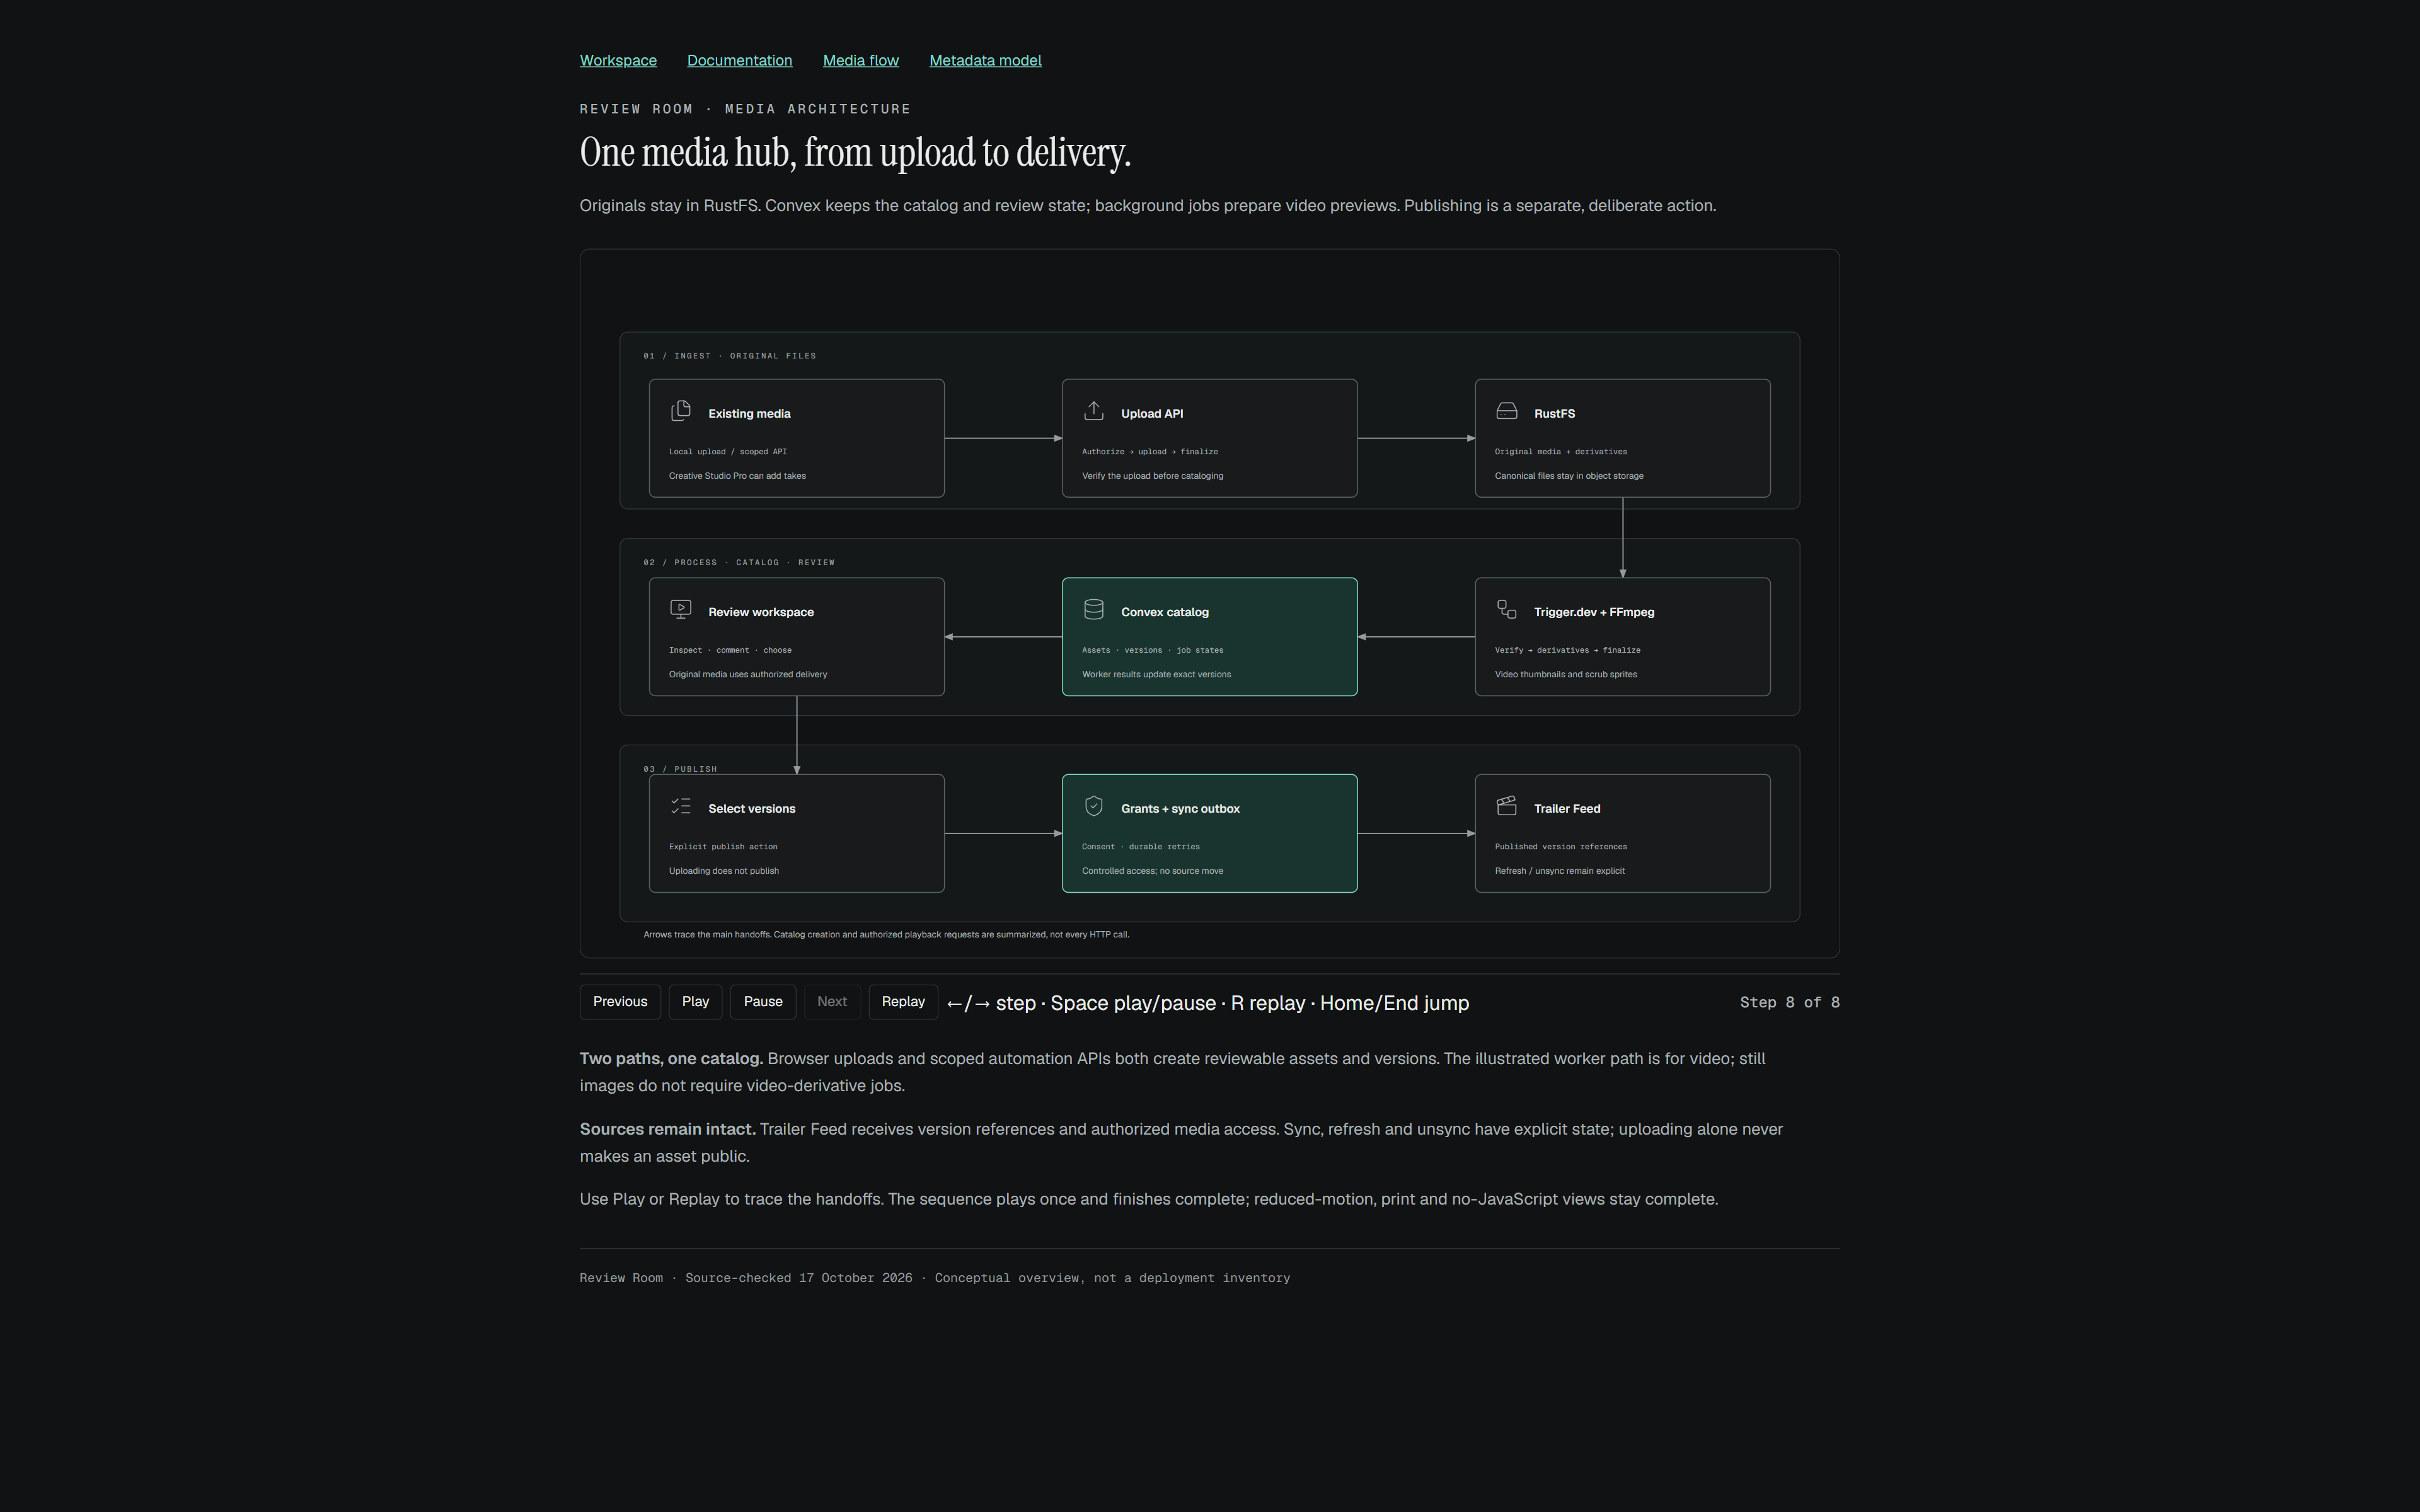 Workspace Documentation Media flow Metadata model
REVIEW ROOM · MEDIA ARCHITECTURE
One media hub, from upload to delivery.
Originals stay in RustFS. Convex keeps the catalog and review state; background jobs prepare video previews. Publishing is a separate, deliberate action.
01 / INGEST · ORIGINAL FILES
Existing media
Local upload / scoped API
Creative Studio Pro can add takes
Upload API
Authorize → upload → finalize
Verify the upload before cataloging
RustFS
Original media + derivatives
Canonical files stay in object storage
02 / PROCESS · CATALOG · REVIEW
Review workspace
Inspect · comment · choose
Original media uses authorized delivery
Convex catalog
Assets · versions · job states
Worker results update exact versions
Trigger.dev + FFmpeg
Verify → derivatives → finalize
Video thumbnails and scrub sprites
03 / PUBLISH
Select versions
Explicit publish action
Uploading does not publish
Grants + sync outbox
Consent · durable retries
Controlled access; no source move
Trailer Feed
Published version references
Refresh / unsync remain explicit
Arrows trace the main handoffs. Catalog creation and authorized playback requests are summarized, not every HTTP call.
Previous Play Pause Next Replay ←/→ step · Space play/pause · R replay · Home/End jump Step 8 of 8
Two paths, one catalog. Browser uploads and scoped automation APIs both create reviewable assets and versions. The illustrated worker path is for video; still
images do not require video-derivative jobs.
Sources remain intact. Trailer Feed receives version references and authorized media access. Sync, refresh and unsync have explicit state; uploading alone never
makes an asset public.
Use Play or Replay to trace the handoffs. The sequence plays once and finishes complete; reduced-motion, print and no-JavaScript views stay complete.
Review Room · Source-checked 17 October 2026 · Conceptual overview, not a deployment inventory